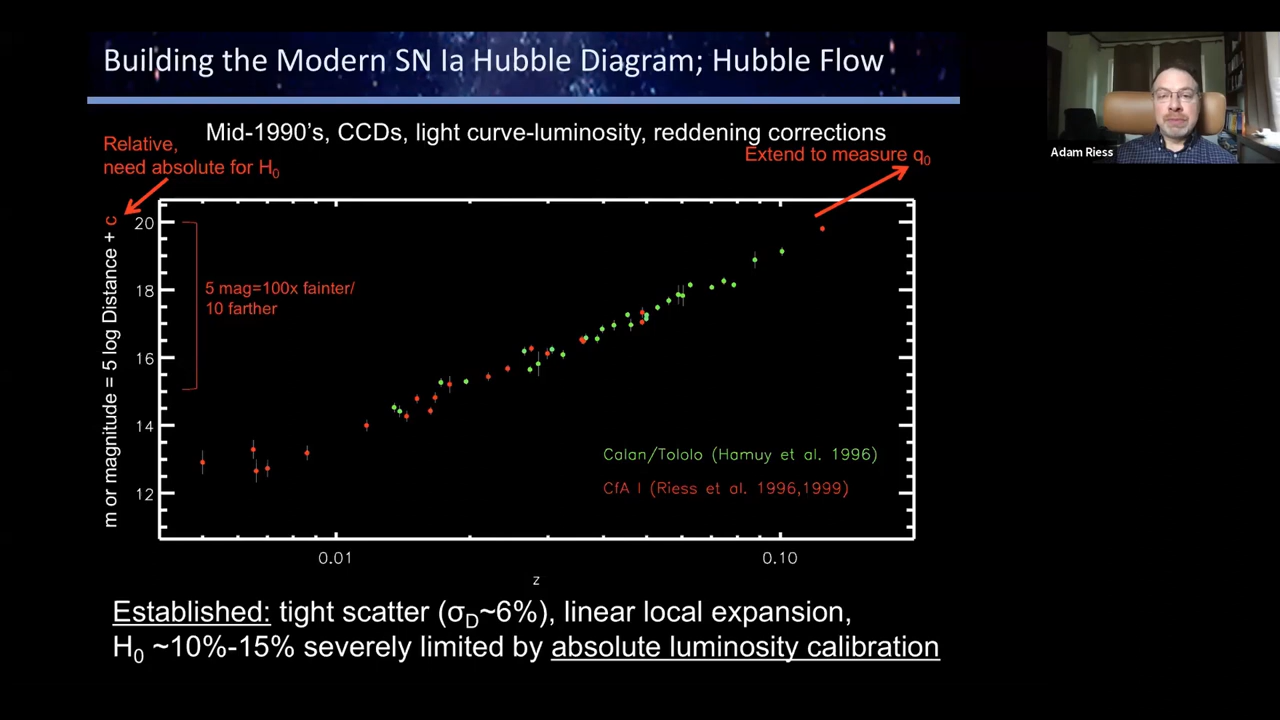 Building the Modern SN Ia Hubble Diagram; Hubble Flow
Adam Riess
Mid-1990's, CCDs, light curve-luminosity, reddening corrections
Relative,
need absolute for H₀
Extend to measure q₀
m or magnitude = 5 log Distance + c
20
18
16
14
12
5 mag=100x fainter/
10 farther
Calan/Tololo (Hamuy et al. 1996)
CfA I (Riess et al. 1996,1999)
0.01
0.10
z
Established: tight scatter (σD~6%), linear local expansion,
H₀ ~10%-15% severely limited by absolute luminosity calibration